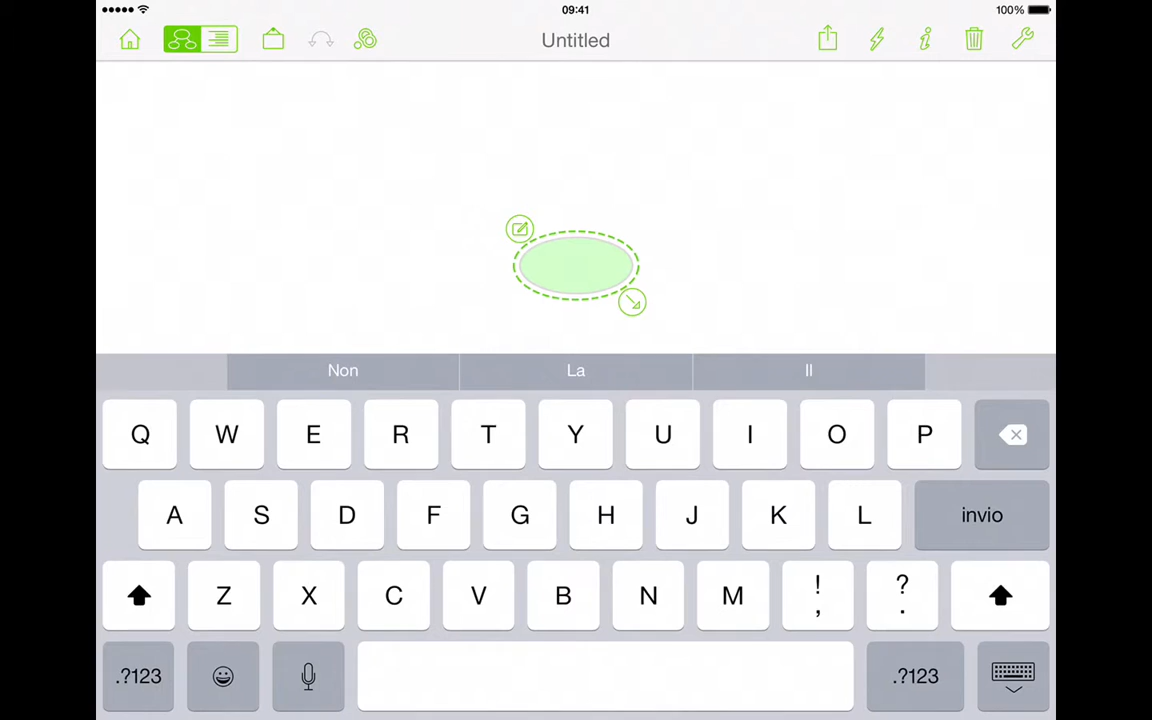 09:41
100%
Untitled
Non La Il
Q W E R T Y U I O P
A S D F G H J K L invio
Z X C V B N M ! , ? .
.?123 .?123